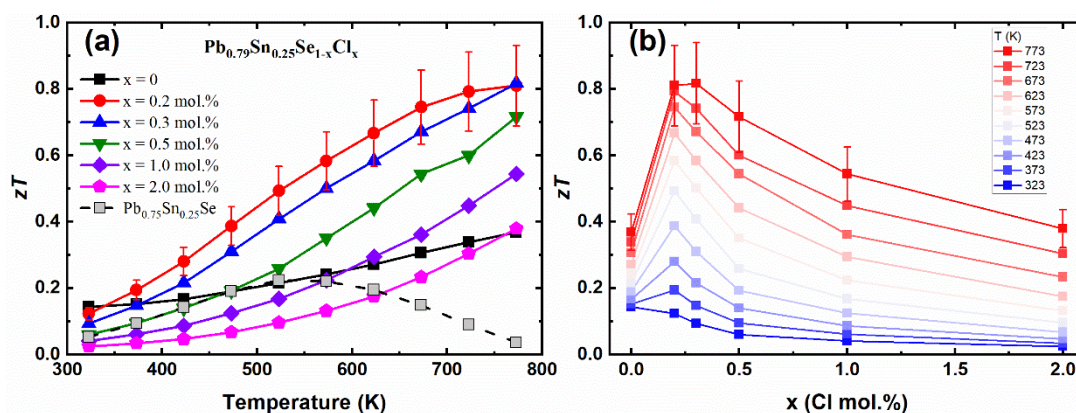 (a)
Pb0.79Sn0.25Se1-xClx
x = 0
x = 0.2 mol.%
x = 0.3 mol.%
x = 0.5 mol.%
x = 1.0 mol.%
x = 2.0 mol.%
Pb0.75Sn0.25Se
zT
1.0
0.8
0.6
0.4
0.2
0.0
300 400 500 600 700 800
Temperature (K)
(b)
T (K)
773
723
673
623
573
523
473
423
373
323
zT
1.0
0.8
0.6
0.4
0.2
0.0
0.0 0.5 1.0 1.5 2.0
x (Cl mol.%)